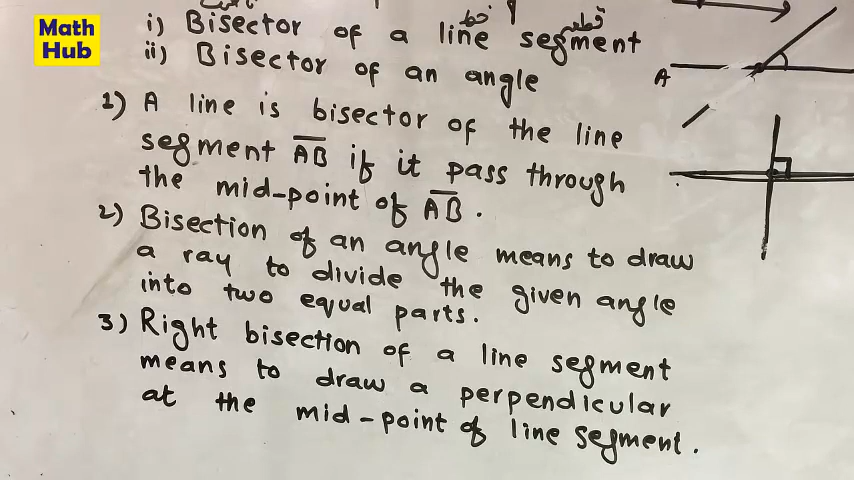 Math
Hub
i) Bisector of a line segment
خط
ii) Bisector of an angle
A
1) A line is bisector of the line
segment AB if it pass through
the mid-point of AB.
2) Bisection of an angle means to draw
a ray to divide the given angle
into two equal parts.
3) Right bisection of a line segment
means to draw a perpendicular
at the mid-point of line segment.